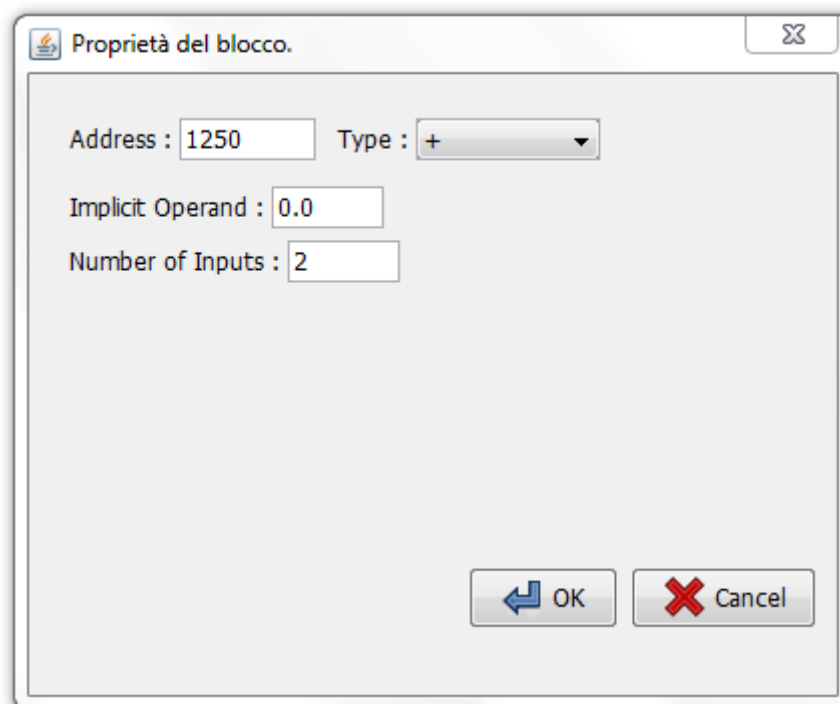 Proprietà del blocco.
Address : 1250 Type : +
Implicit Operand : 0.0
Number of Inputs : 2
OK Cancel